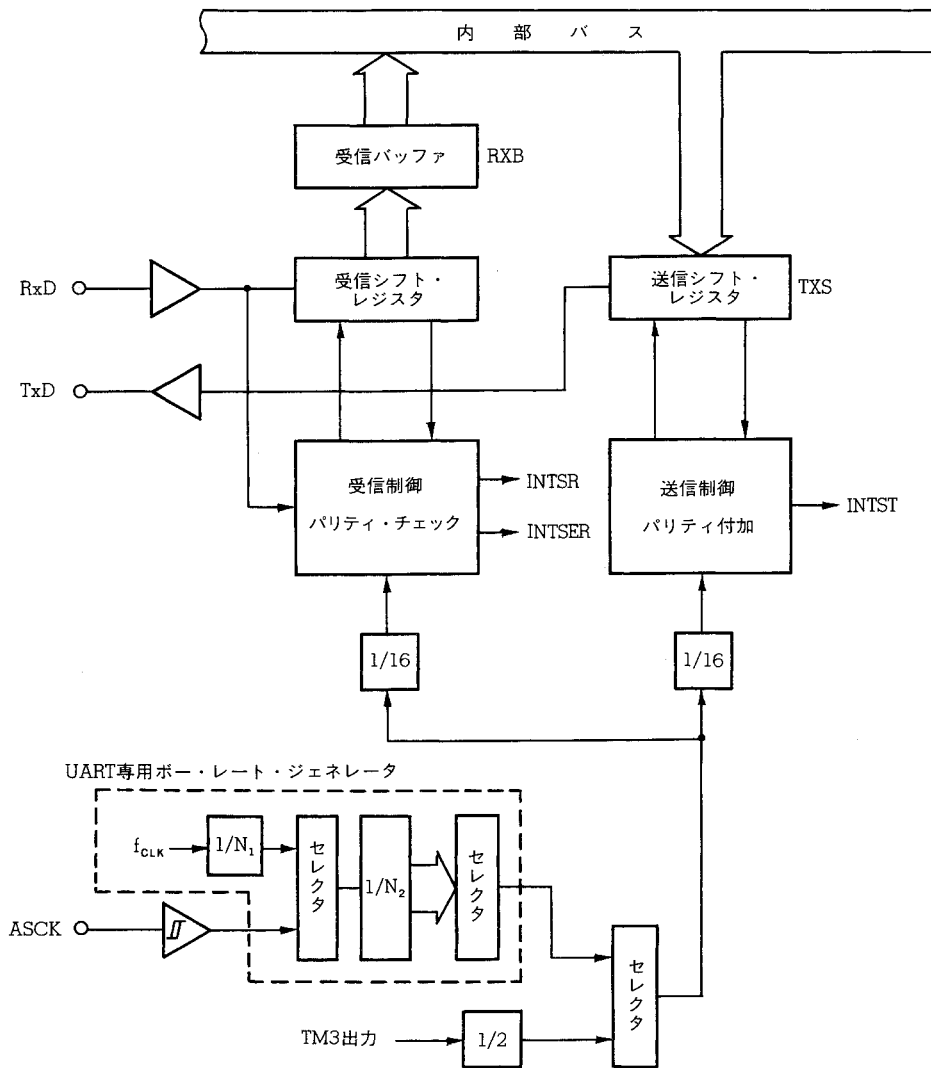 内部バス
受信バッファ
RXB
RxD
受信シフト・
レジスタ
送信シフト・
レジスタ
TXS
TxD
受信制御
パリティ・チェック
INTSR
INTSER
送信制御
パリティ付加
INTST
1/16
1/16
UART専用ボー・レート・ジェネレータ
fCLK
1/N₁
セレクタ
1/N₂
セレクタ
ASCK
セレクタ
TM3出力
1/2